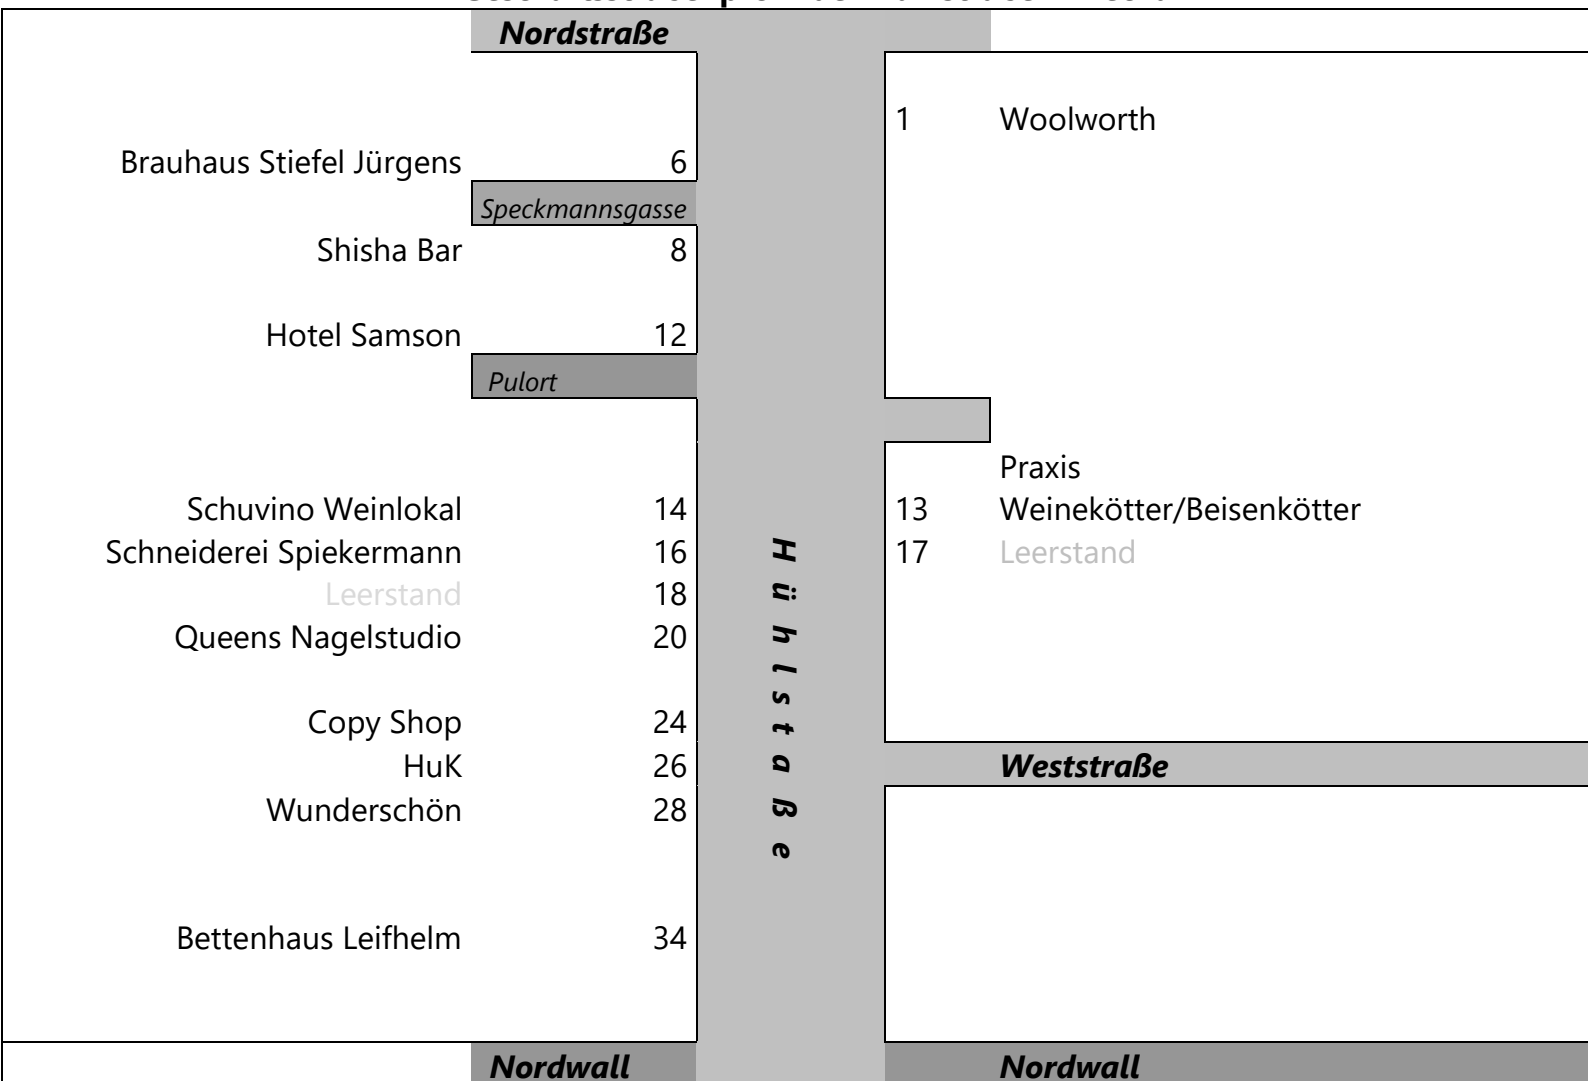 Nordstraße
1 Woolworth
Brauhaus Stiefel Jürgens 6
Speckmannsgasse
Shisha Bar 8
Hotel Samson 12
Pulort
Praxis
Schuvino Weinlokal 14 13 Weinekötter/Beisenkötter
Schneiderei Spiekermann 16 17 Leerstand
Leerstand 18
Queens Nagelstudio 20
Copy Shop 24
HuK 26 Weststraße
Wunderschön 28
Hühlstaße
Bettenhaus Leifhelm 34
Nordwall Nordwall